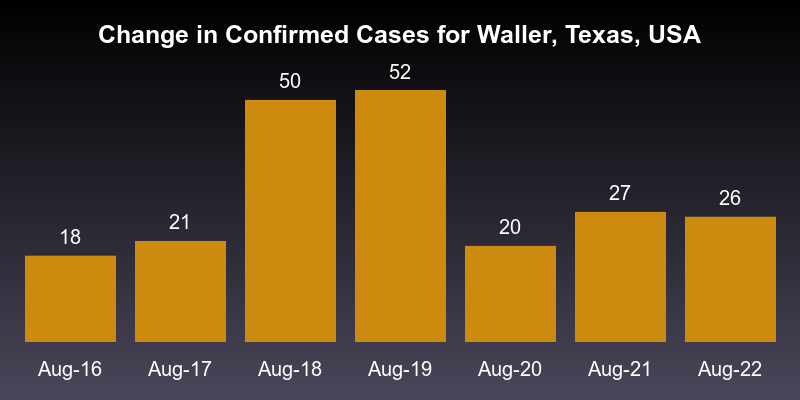 Change in Confirmed Cases for Waller, Texas, USA
18
21
50
52
20
27
26
Aug-16
Aug-17
Aug-18
Aug-19
Aug-20
Aug-21
Aug-22